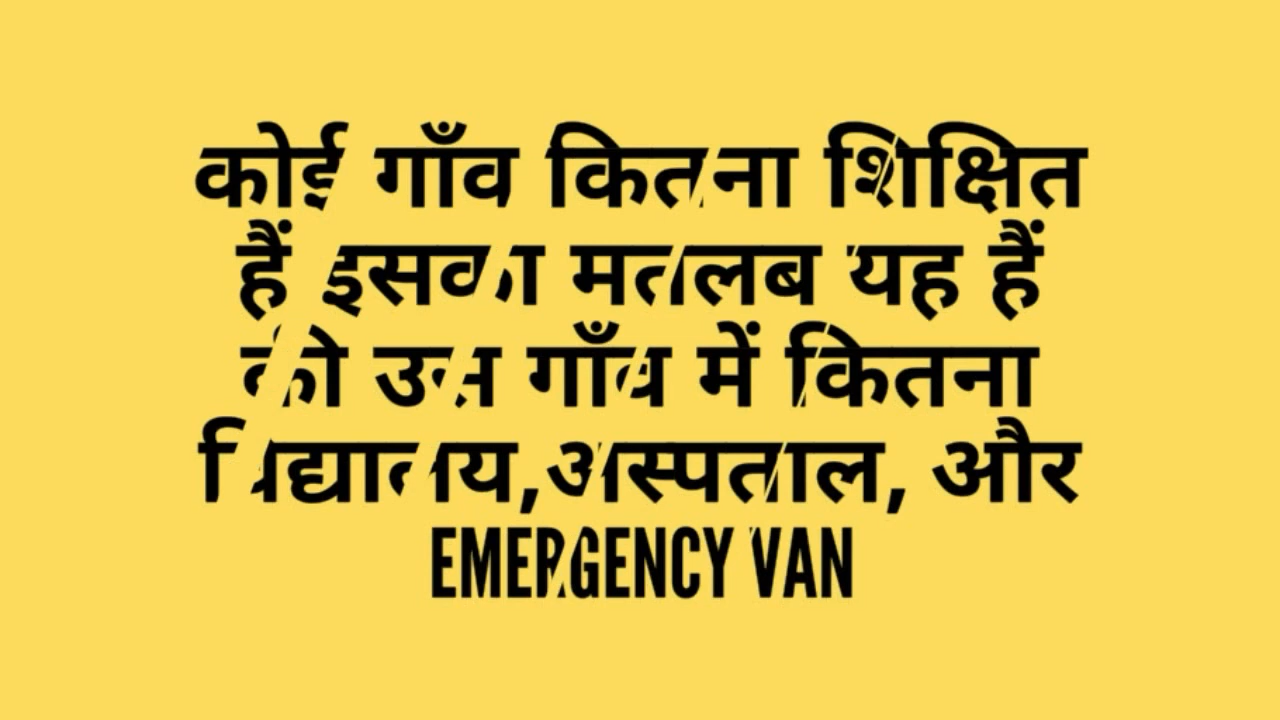 कोई गाँव कितना शिक्षित
हैं इसका मतलब यह हैं
की उस गाँव में कितना
विद्यालय,अस्पताल, और
EMERGENCY VAN